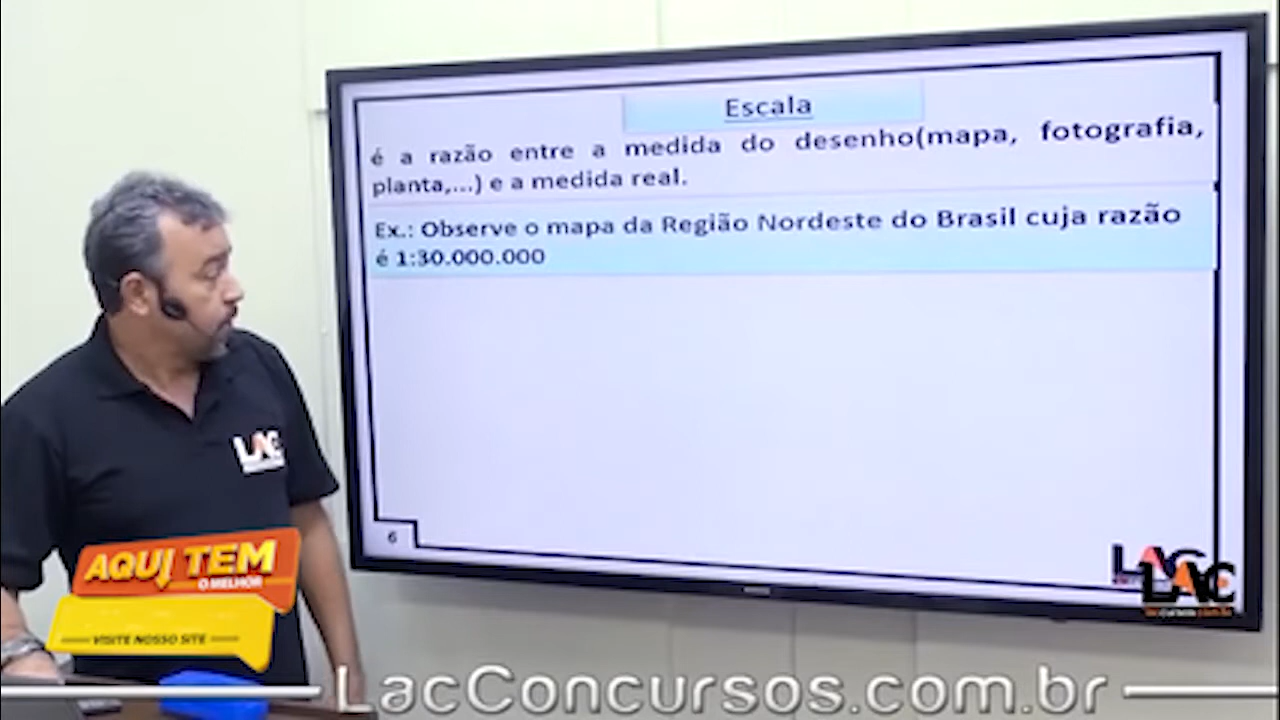 Escala
é a razão entre a medida do desenho(mapa, fotografia,
planta,...) e a medida real.
Ex.: Observe o mapa da Região Nordeste do Brasil cuja razão
é 1:30.000.000
6
LAC
LAC
LAC
AQUI TEM
O MELHOR
VISITE NOSSO SITE
LacConcursos.com.br